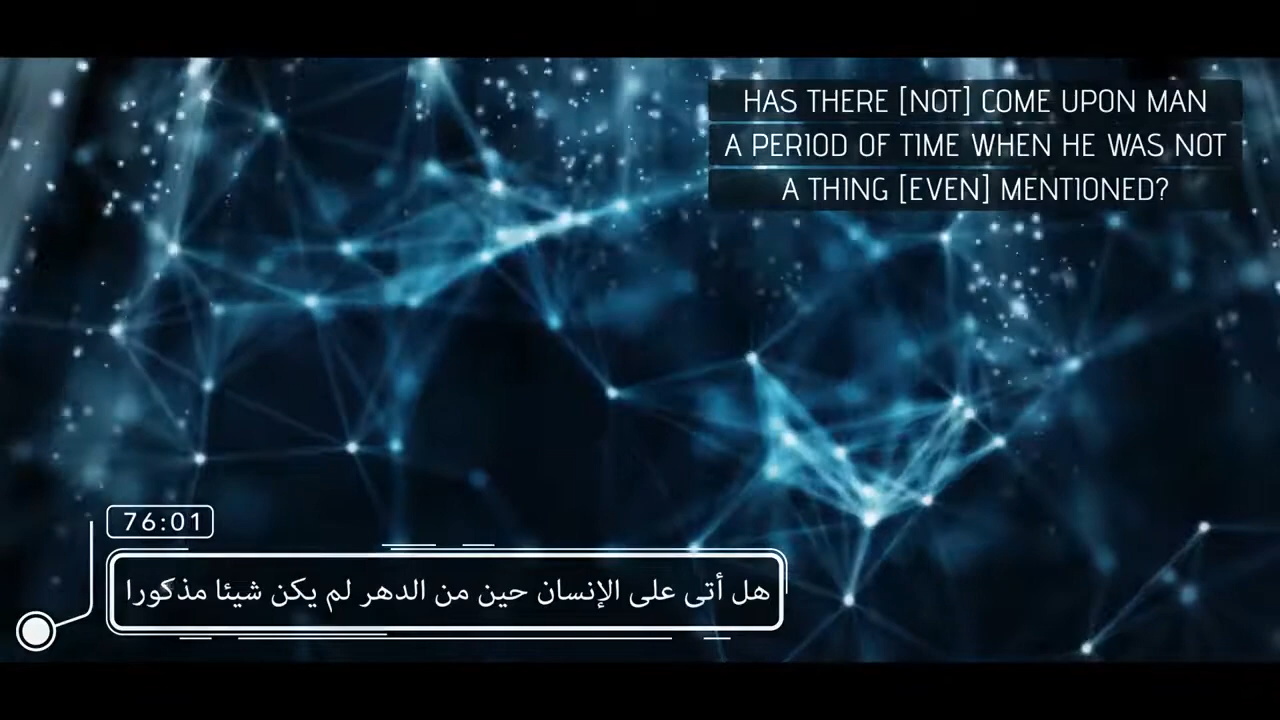 HAS THERE [NOT] COME UPON MAN
A PERIOD OF TIME WHEN HE WAS NOT
A THING [EVEN] MENTIONED?
76:01
هل أتى على الإنسان حين من الدهر لم يكن شيئا مذكورا